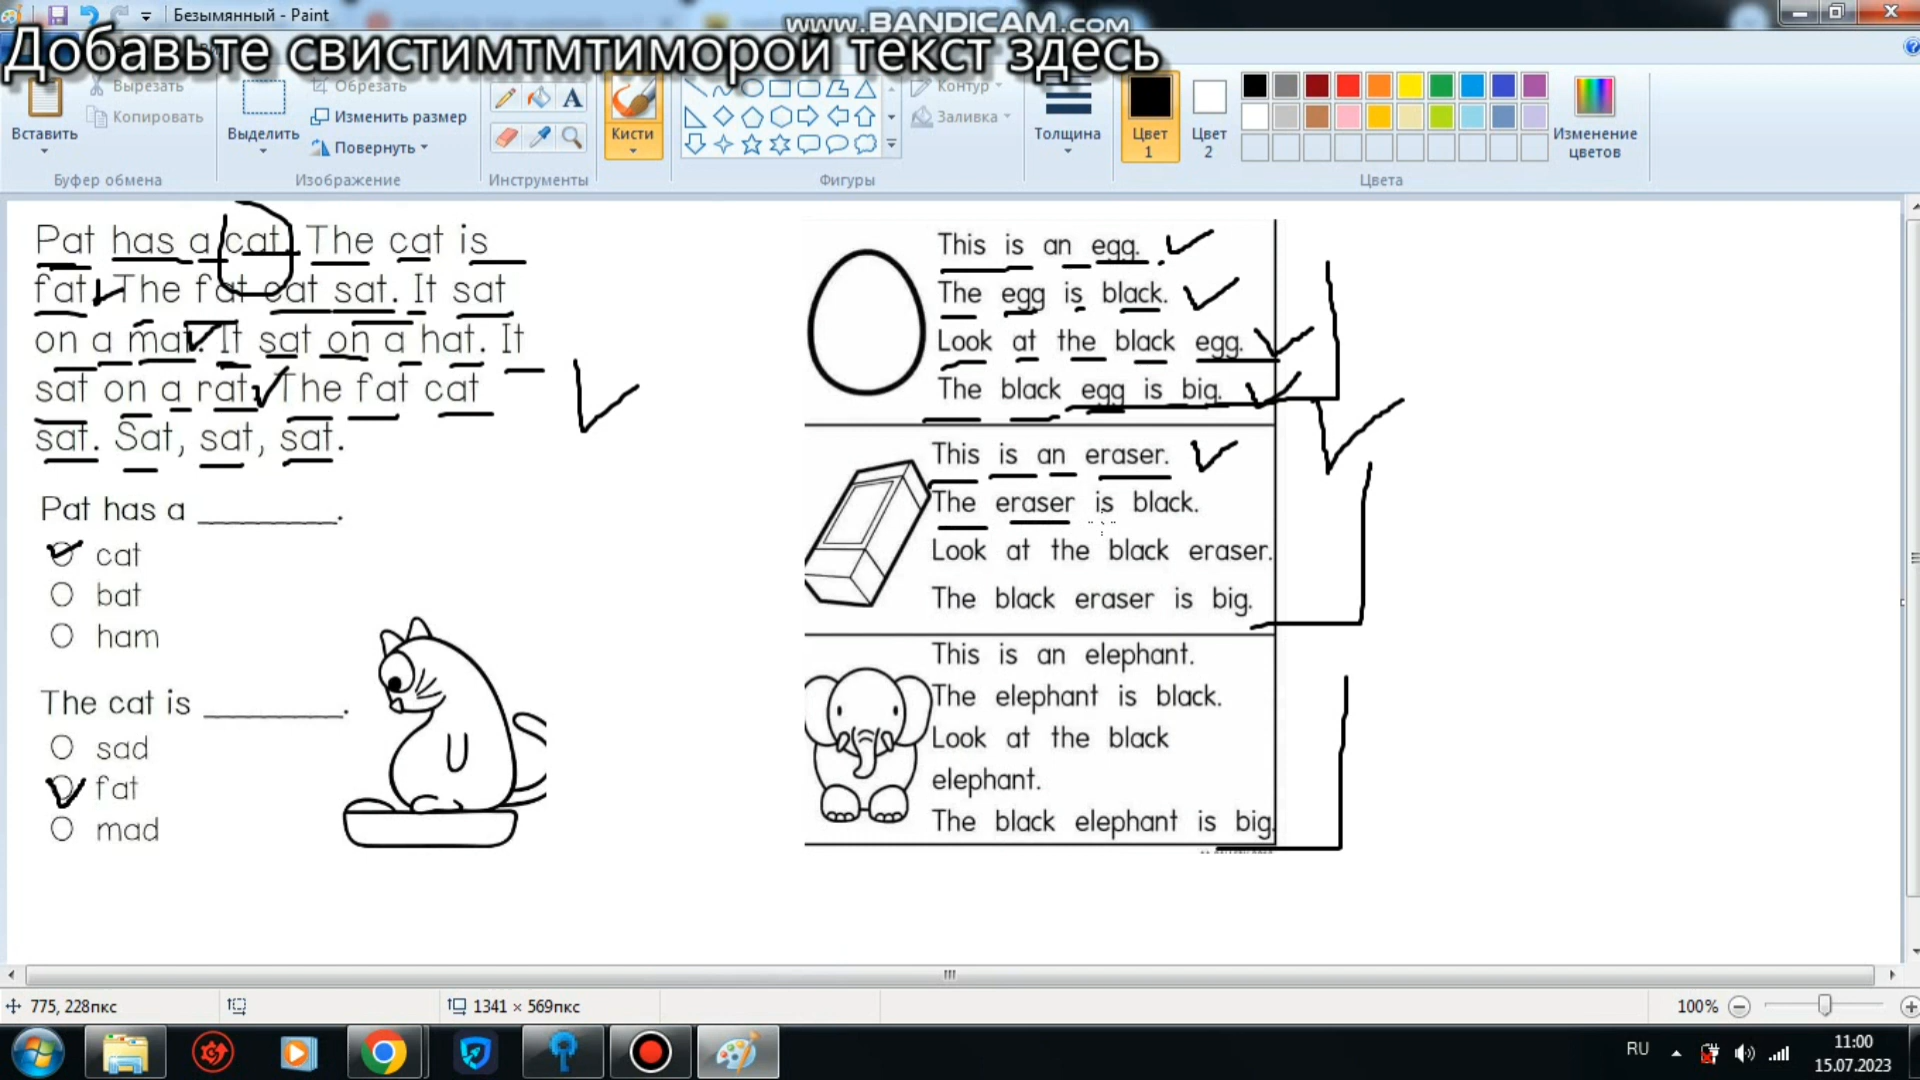 Безымянный - Paint
www.BANDICAM.com
Добавьте свистимтмтиморой текст здесь
Вставить
Вырезать
Копировать
Буфер обмена
Выделить
Обрезать
Изменить размер
Повернуть
Изображение
Инструменты
Кисти
Фигуры
Контур
Заливка
Толщина
Цвет 1
Цвет 2
Изменение цветов
Цвета
Pat has a cat. The cat is
fat. The fat cat sat. It sat
on a mat. It sat on a hat. It
sat on a rat. The fat cat
sat. Sat, sat, sat.
Pat has a ________.
cat
bat
ham
The cat is ________.
sad
fat
mad
This is an egg.
The egg is black.
Look at the black egg.
The black egg is big.
This is an eraser.
The eraser is black.
Look at the black eraser.
The black eraser is big.
This is an elephant.
The elephant is black.
Look at the black
elephant.
The black elephant is big.
775, 228пкс
1341 × 569пкс
100%
RU
11:00
15.07.2023